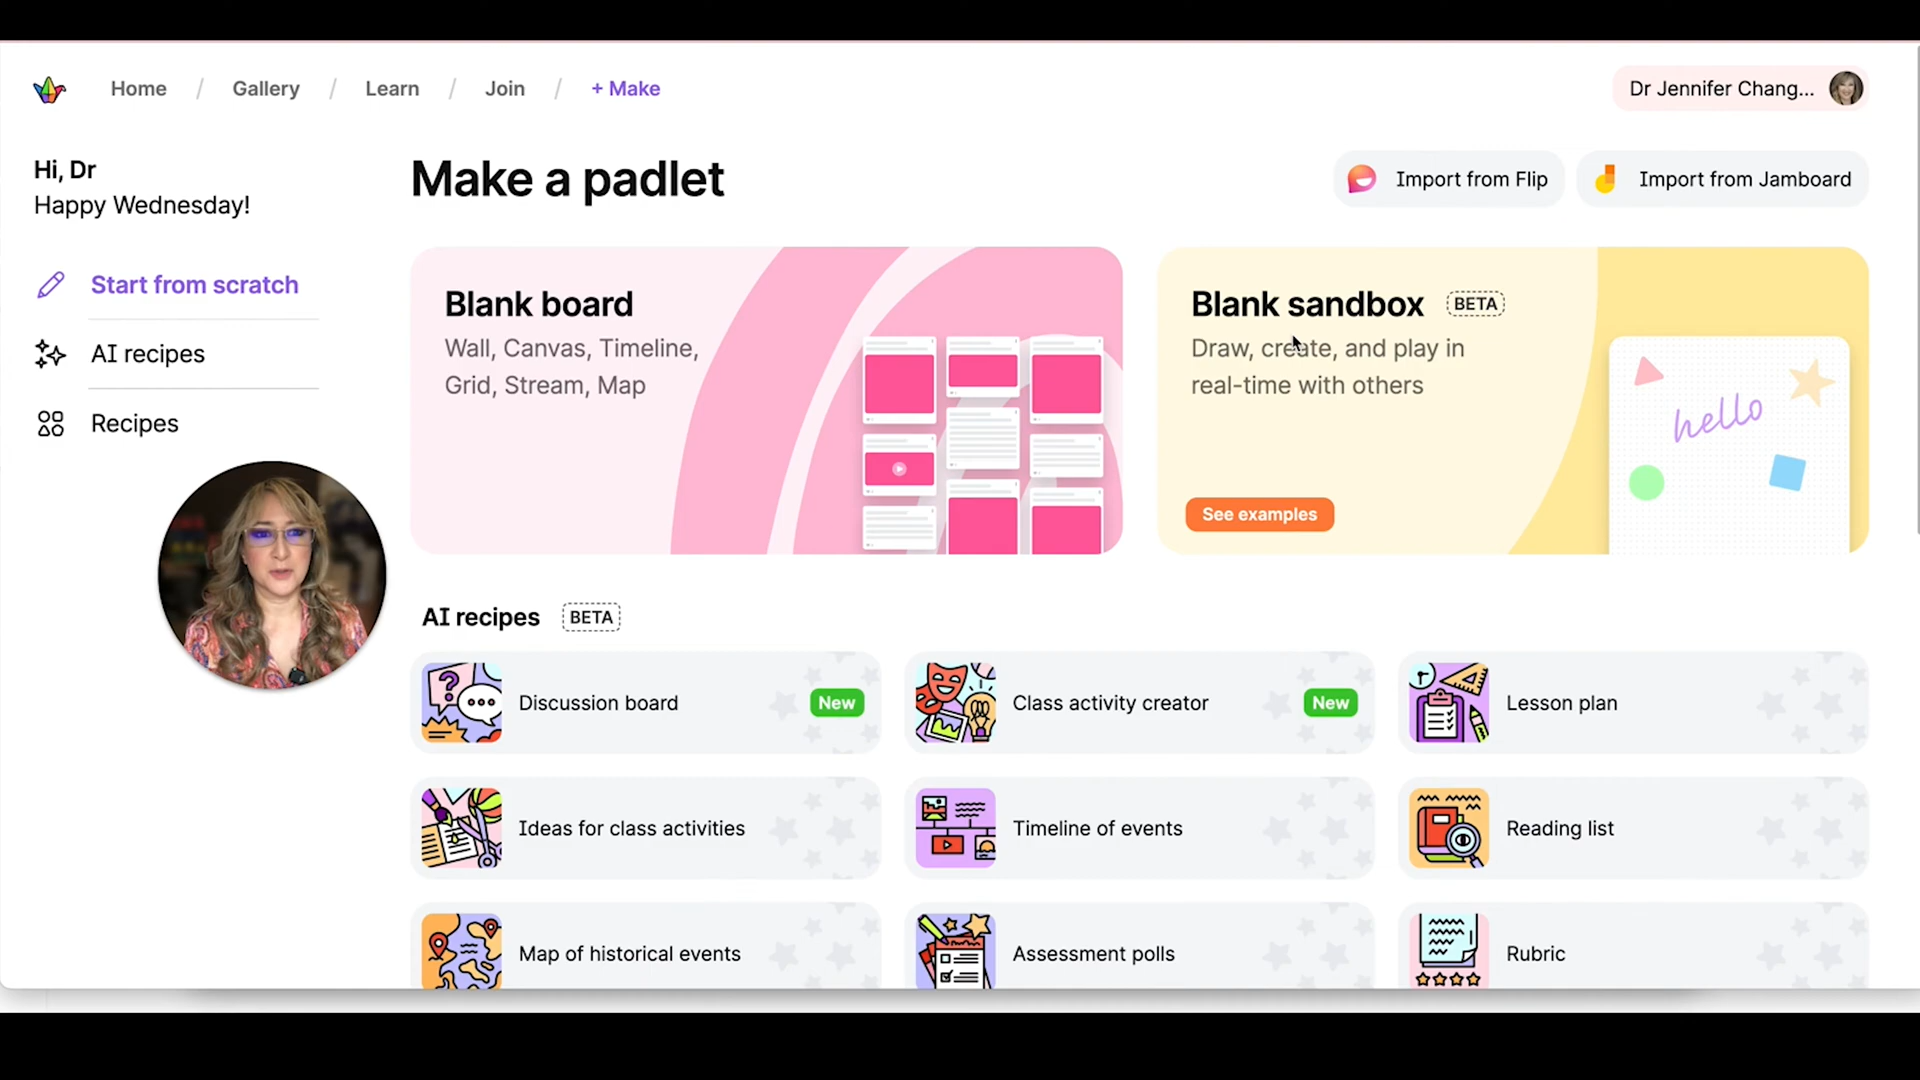 Home / Gallery / Learn / Join / + Make
Dr Jennifer Chang...
Hi, Dr
Happy Wednesday!
Start from scratch
AI recipes
Recipes
Make a padlet
Import from Flip
Import from Jamboard
Blank board
Wall, Canvas, Timeline,
Grid, Stream, Map
Blank sandbox BETA
Draw, create, and play in
real-time with others
See examples
hello
AI recipes BETA
Discussion board New
Class activity creator New
Lesson plan
Ideas for class activities
Timeline of events
Reading list
Map of historical events
Assessment polls
Rubric